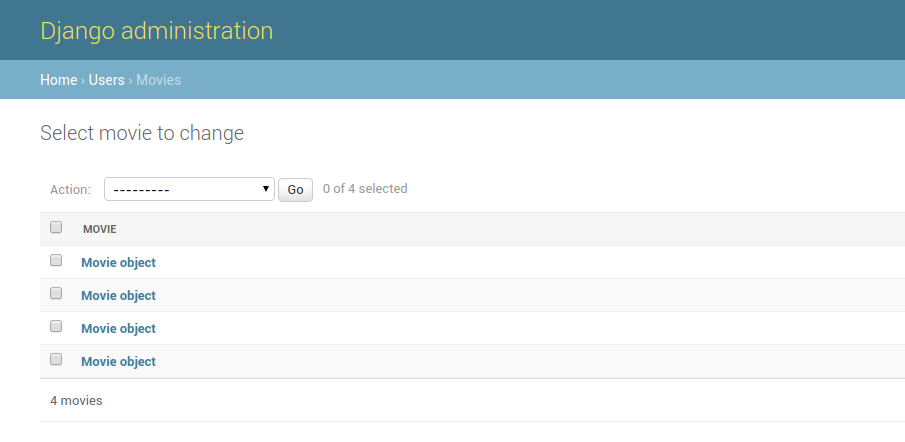 Django administration
Home › Users › Movies
Select movie to change
Action: --------- Go 0 of 4 selected
MOVIE
Movie object
Movie object
Movie object
Movie object
4 movies